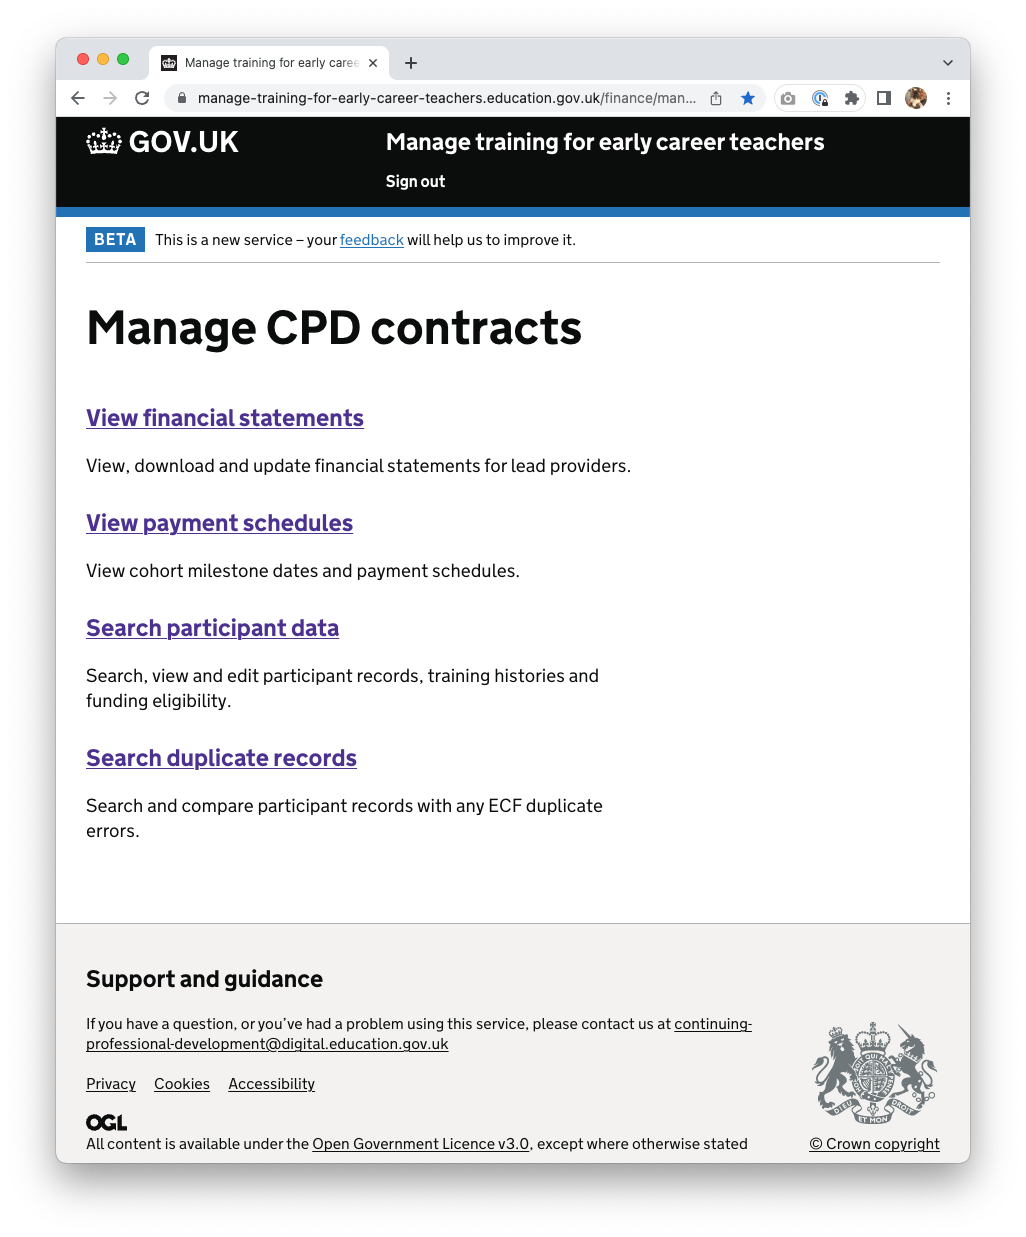 Manage training for early caree
manage-training-for-early-career-teachers.education.gov.uk/finance/man...
GOV.UK
Manage training for early career teachers
Sign out
BETA This is a new service – your feedback will help us to improve it.
Manage CPD contracts
View financial statements
View, download and update financial statements for lead providers.
View payment schedules
View cohort milestone dates and payment schedules.
Search participant data
Search, view and edit participant records, training histories and
funding eligibility.
Search duplicate records
Search and compare participant records with any ECF duplicate
errors.
Support and guidance
If you have a question, or you’ve had a problem using this service, please contact us at continuing-
professional-development@digital.education.gov.uk
Privacy Cookies Accessibility
OGL
All content is available under the Open Government Licence v3.0, except where otherwise stated
DIEU ET MON DROIT
© Crown copyright